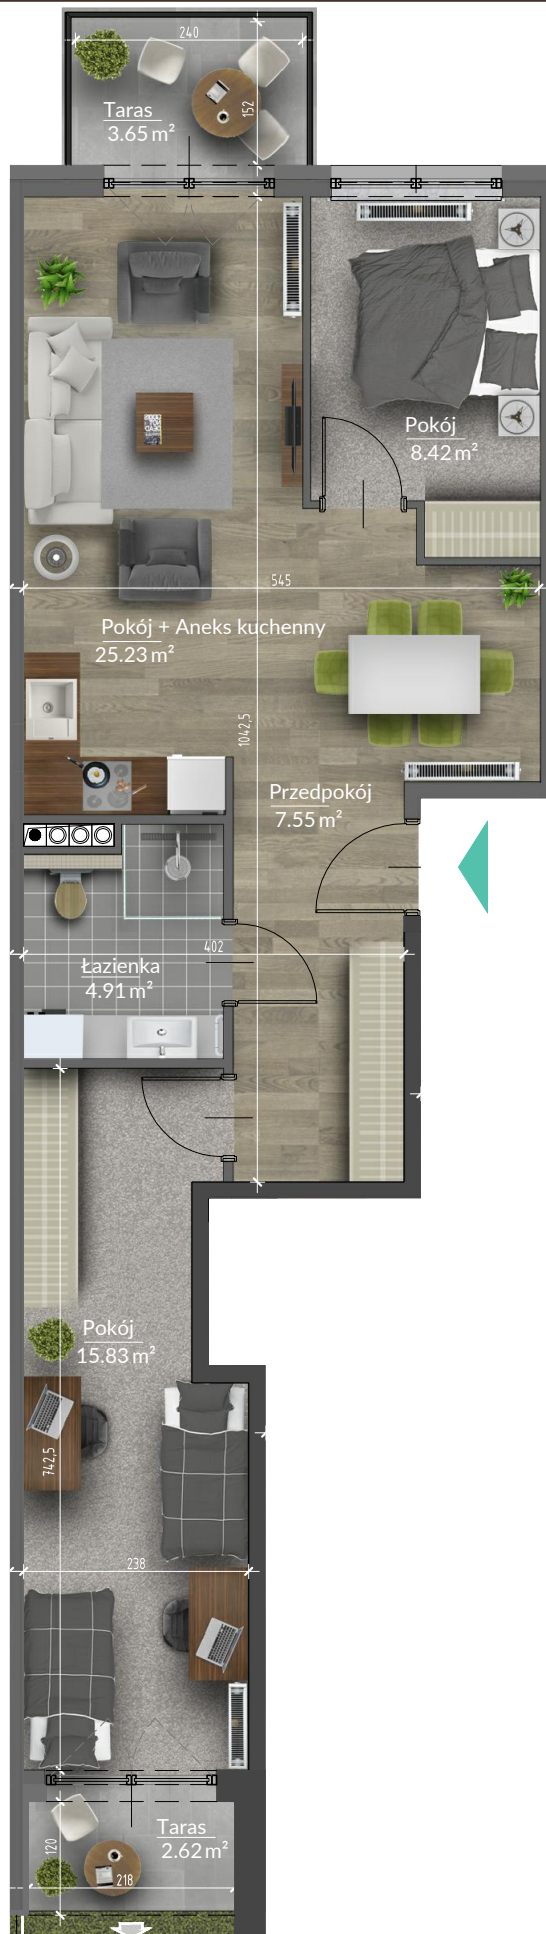 240
Taras
3.65 m²
152
Pokój
8.42 m²
545
Pokój + Aneks kuchenny
25.23 m²
1042,5
Przedpokój
7.55 m²
402
Łazienka
4.91 m²
Pokój
15.83 m²
742,5
238
Taras
2.62 m²
120
218